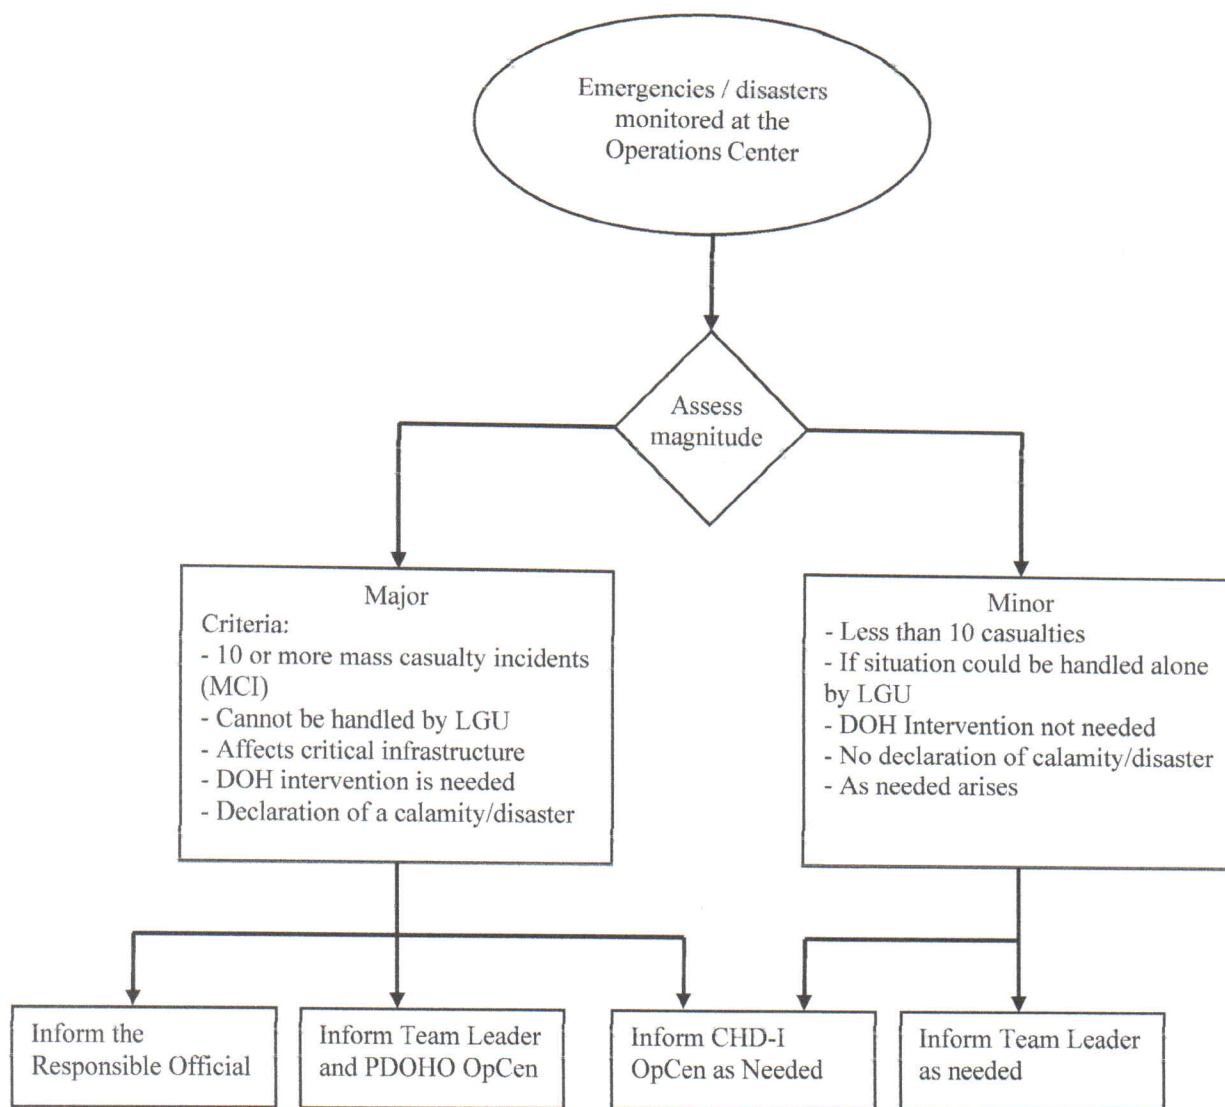 Emergencies / disasters
monitored at the
Operations Center
Assess
magnitude
Major
Criteria:
- 10 or more mass casualty incidents
(MCI)
- Cannot be handled by LGU
- Affects critical infrastructure
- DOH intervention is needed
- Declaration of a calamity/disaster
Minor
- Less than 10 casualties
- If situation could be handled alone
by LGU
- DOH Intervention not needed
- No declaration of calamity/disaster
- As needed arises
Inform the
Responsible Official
Inform Team Leader
and PDOHO OpCen
Inform CHD-I
OpCen as Needed
Inform Team Leader
as needed